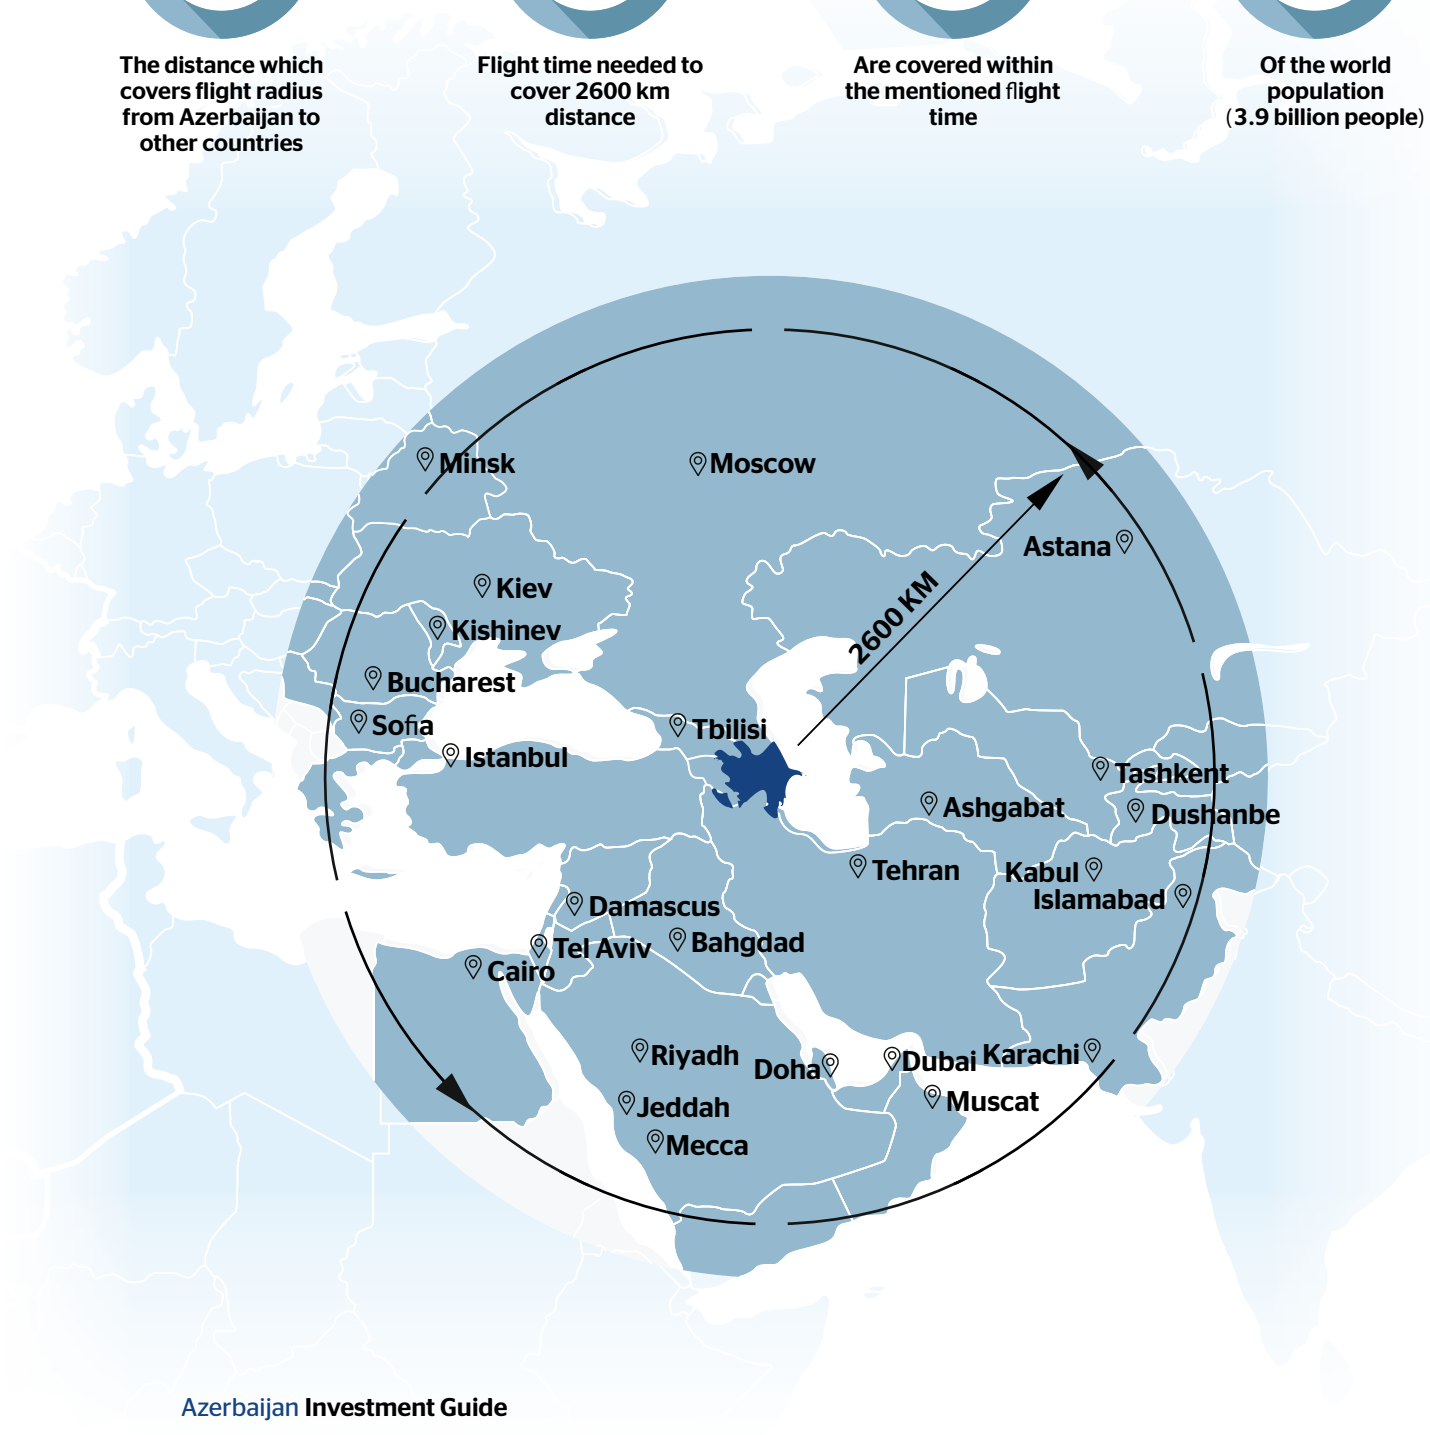 The distance which
covers flight radius
from Azerbaijan to
other countries
Flight time needed to
cover 2600 km
distance
Are covered within
the mentioned flight
time
Of the world
population
(3.9 billion people)
Minsk
Moscow
Astana
2600 KM
Kiev
Kishinev
Bucharest
Sofia
Istanbul
Tbilisi
Tashkent
Ashgabat
Dushanbe
Tehran
Kabul
Islamabad
Damascus
Tel Aviv
Bahgdad
Cairo
Riyadh
Doha
Dubai
Karachi
Jeddah
Muscat
Mecca
Azerbaijan Investment Guide